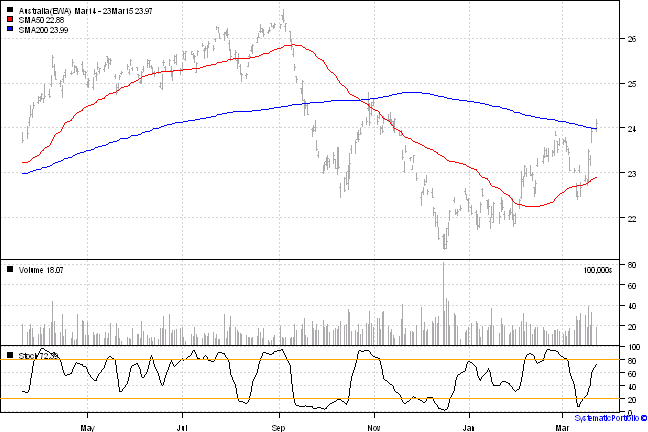 Australia(EWA) Mar14 - 23Mar15 23.97
SMA50 22.88
SMA200 23.99
26
25
24
23
22
Volume 18.07
100,000s
80
60
40
20
Stock 72.39
100
80
60
40
20
0
May
Jul
Sep
Nov
Jan
Mar
SystematicPortfolio ©